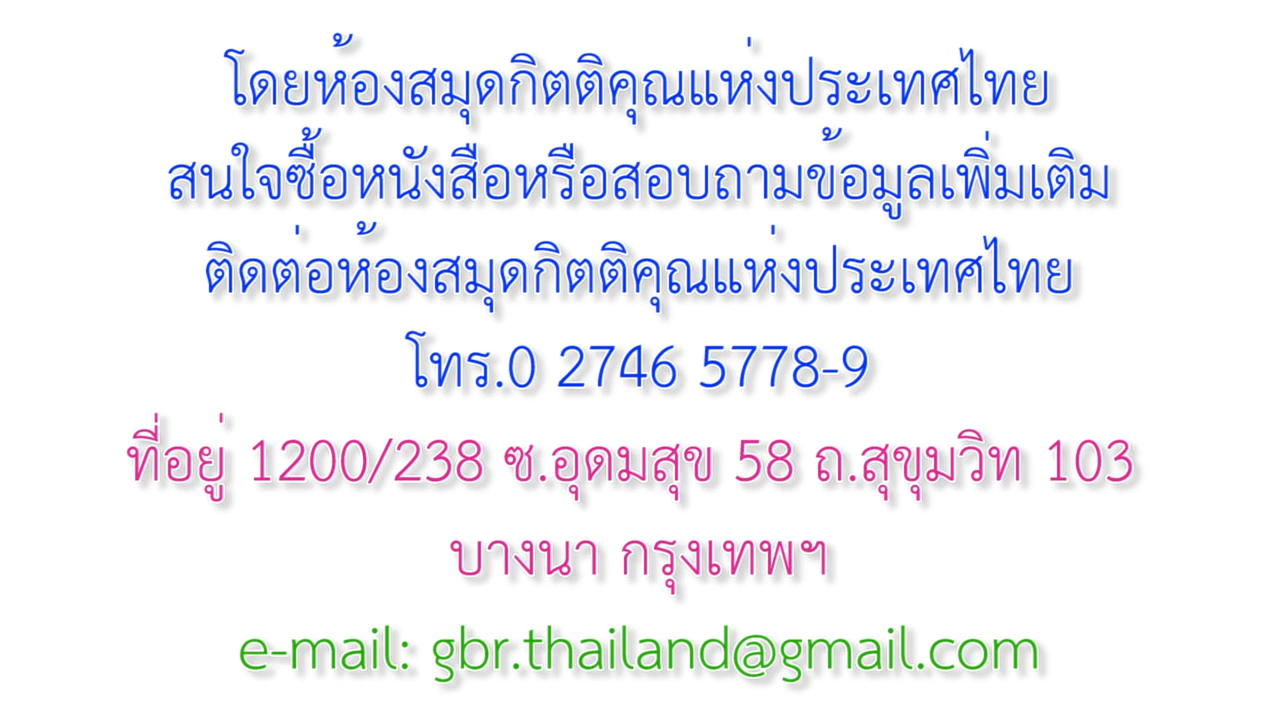 โดยห้องสมุดกิตติคุณแห่งประเทศไทย
สนใจซื้อหนังสือหรือสอบถามข้อมูลเพิ่มเติม
ติดต่อห้องสมุดกิตติคุณแห่งประเทศไทย
โทร.0 2746 5778-9
ที่อยู่ 1200/238 ซ.อุดมสุข 58 ถ.สุขุมวิท 103
บางนา กรุงเทพฯ
e-mail: gbr.thailand@gmail.com